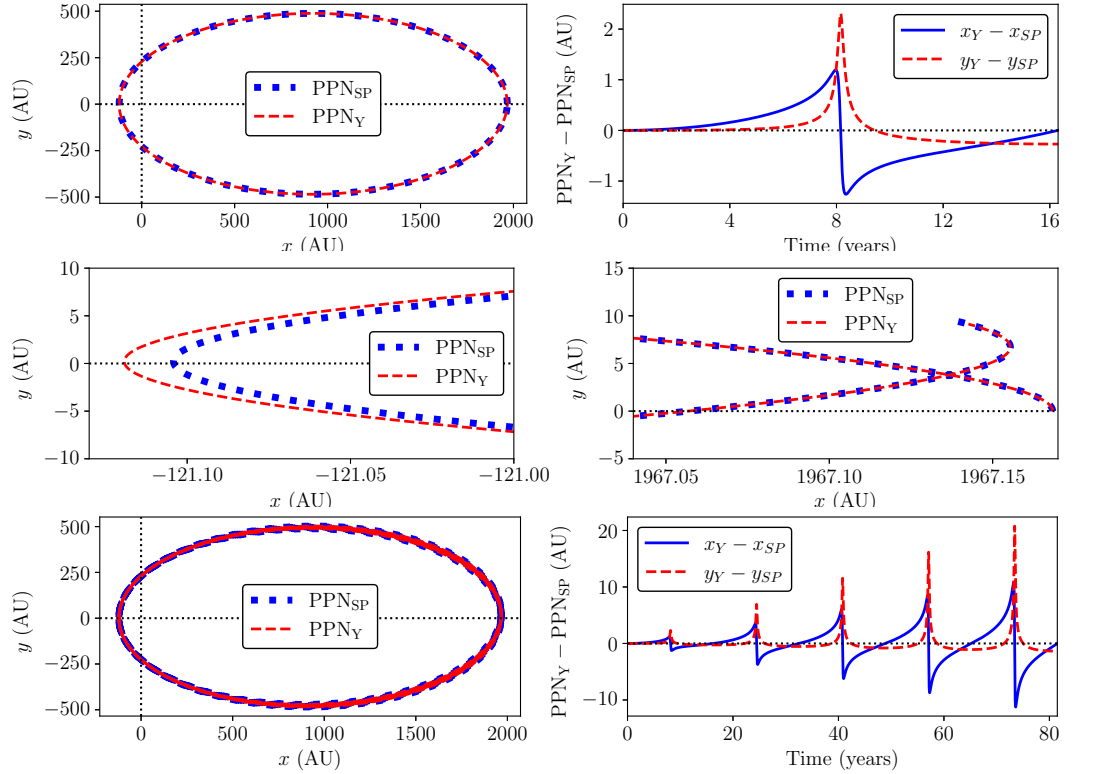 500
250
0
−250
−500
y (AU)
PPN_SP
PPN_Y
0 500 1000 1500 2000
x (AU)
2
1
0
−1
PPN_Y − PPN_SP (AU)
x_Y − x_SP
y_Y − y_SP
0 4 8 12 16
Time (years)
10
5
0
−5
−10
y (AU)
PPN_SP
PPN_Y
−121.10 −121.05 −121.00
x (AU)
15
10
5
0
−5
y (AU)
PPN_SP
PPN_Y
1967.05 1967.10 1967.15
x (AU)
500
250
0
−250
−500
y (AU)
PPN_SP
PPN_Y
0 500 1000 1500 2000
x (AU)
20
10
0
−10
PPN_Y − PPN_SP (AU)
x_Y − x_SP
y_Y − y_SP
0 20 40 60 80
Time (years)